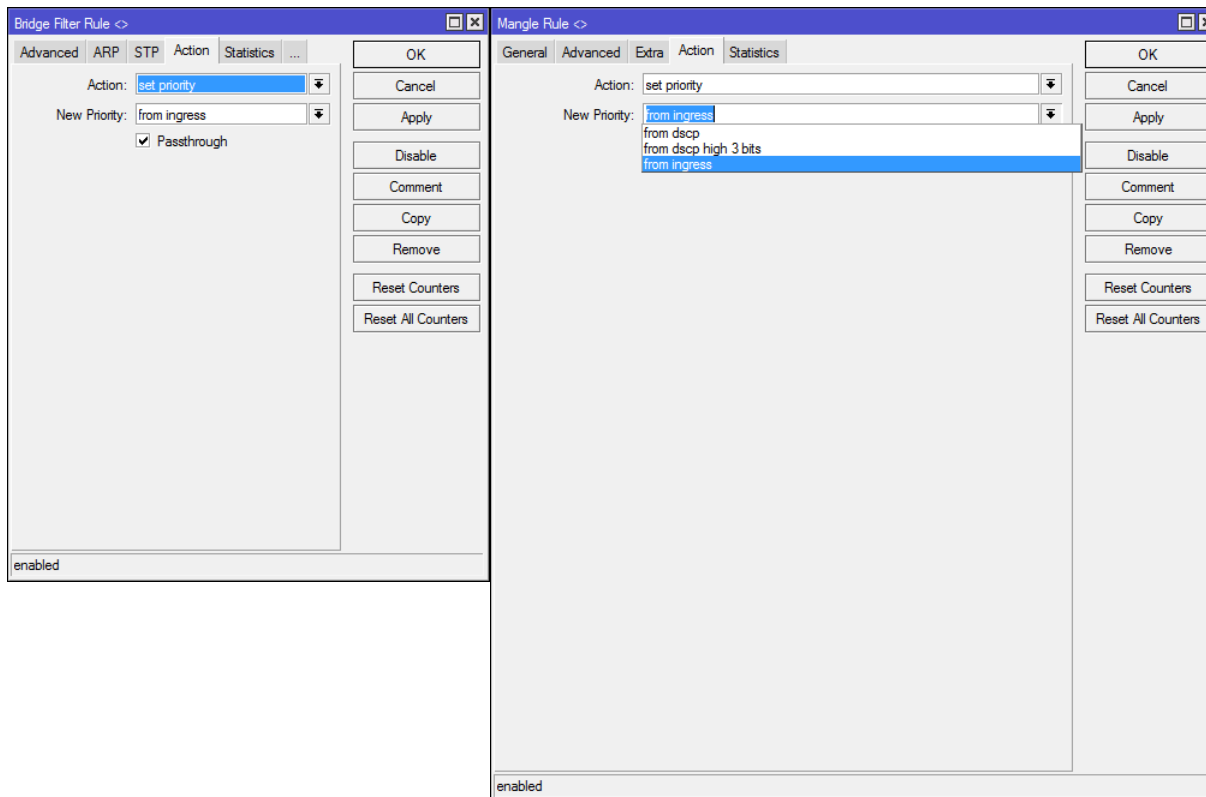 Bridge Filter Rule <>
Advanced ARP STP Action Statistics ...
Action: set priority
New Priority: from ingress
Passthrough
OK
Cancel
Apply
Disable
Comment
Copy
Remove
Reset Counters
Reset All Counters
enabled
Mangle Rule <>
General Advanced Extra Action Statistics
Action: set priority
New Priority: from ingress
from dscp
from dscp high 3 bits
from ingress
OK
Cancel
Apply
Disable
Comment
Copy
Remove
Reset Counters
Reset All Counters
enabled